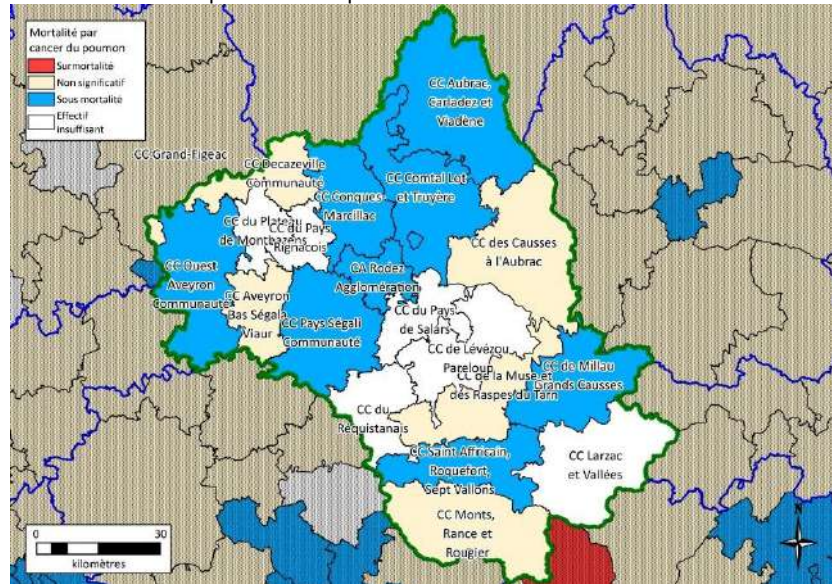 Mortalité par
cancer du poumon
Surmortalité
Non significatif
Sous mortalité
Effectif
insuffisant
CC Aubrac,
Carladez et
Viadène
CC Grand-Figeac
CC Decazeville
Communauté
CC Conques-
Marcillac
CC Comtal Lot
et Truyère
CC du Plateau
de Montbazens
CC du Pays
Rignacois
CC des Causses
à l'Aubrac
CC Ouest
Aveyron
Communauté
CA Rodez
Agglomération
CC Aveyron
Bas Ségala
Viaur
CC Pays Ségali
Communauté
CC du Pays
de Salars
CC de Lévézou
Pareloup
CC de la Muse et
des Raspes du Tarn
CC de Millau
Grands Causses
CC du
Réquistanais
CC Saint Affricain,
Roquefort,
Sept Vallons
CC Larzac
et Vallées
CC Monts,
Rance et
Rougier
0 30
kilomètres
N